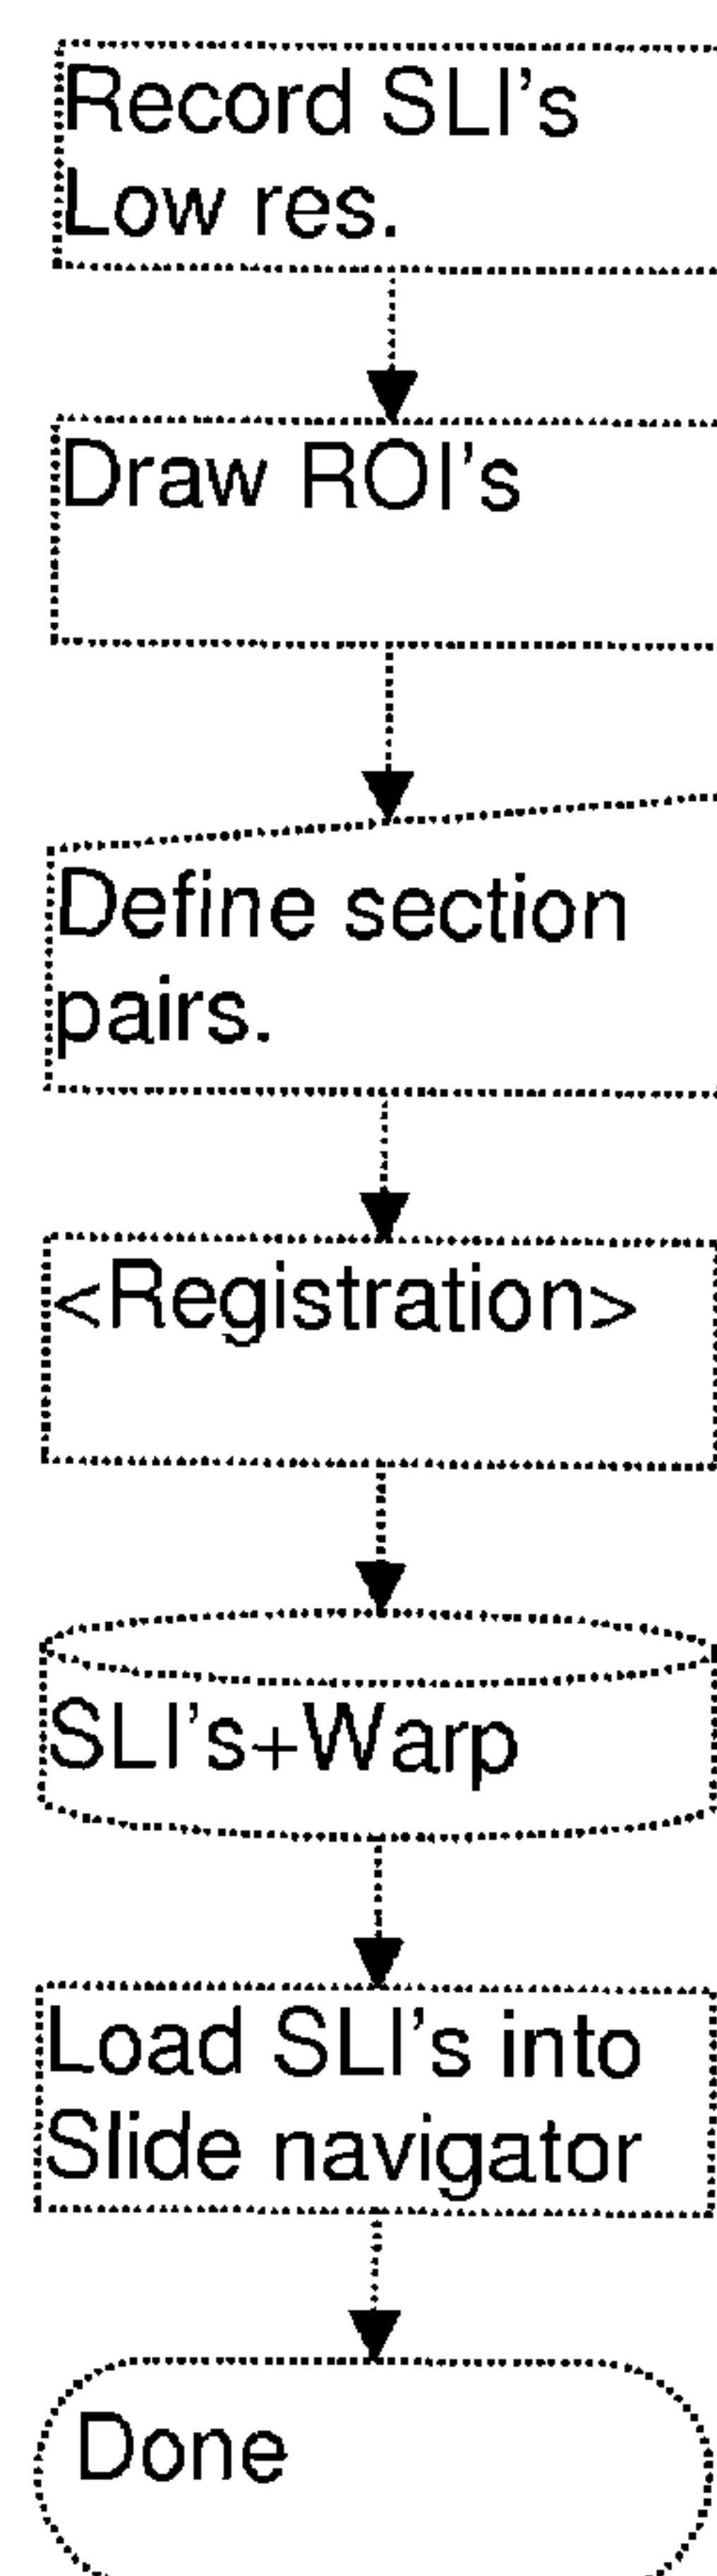 Record SLI's
Low res.
Draw ROI's
Define section
pairs.
<Registration>
SLI's+Warp
Load SLI's into
Slide navigator
Done